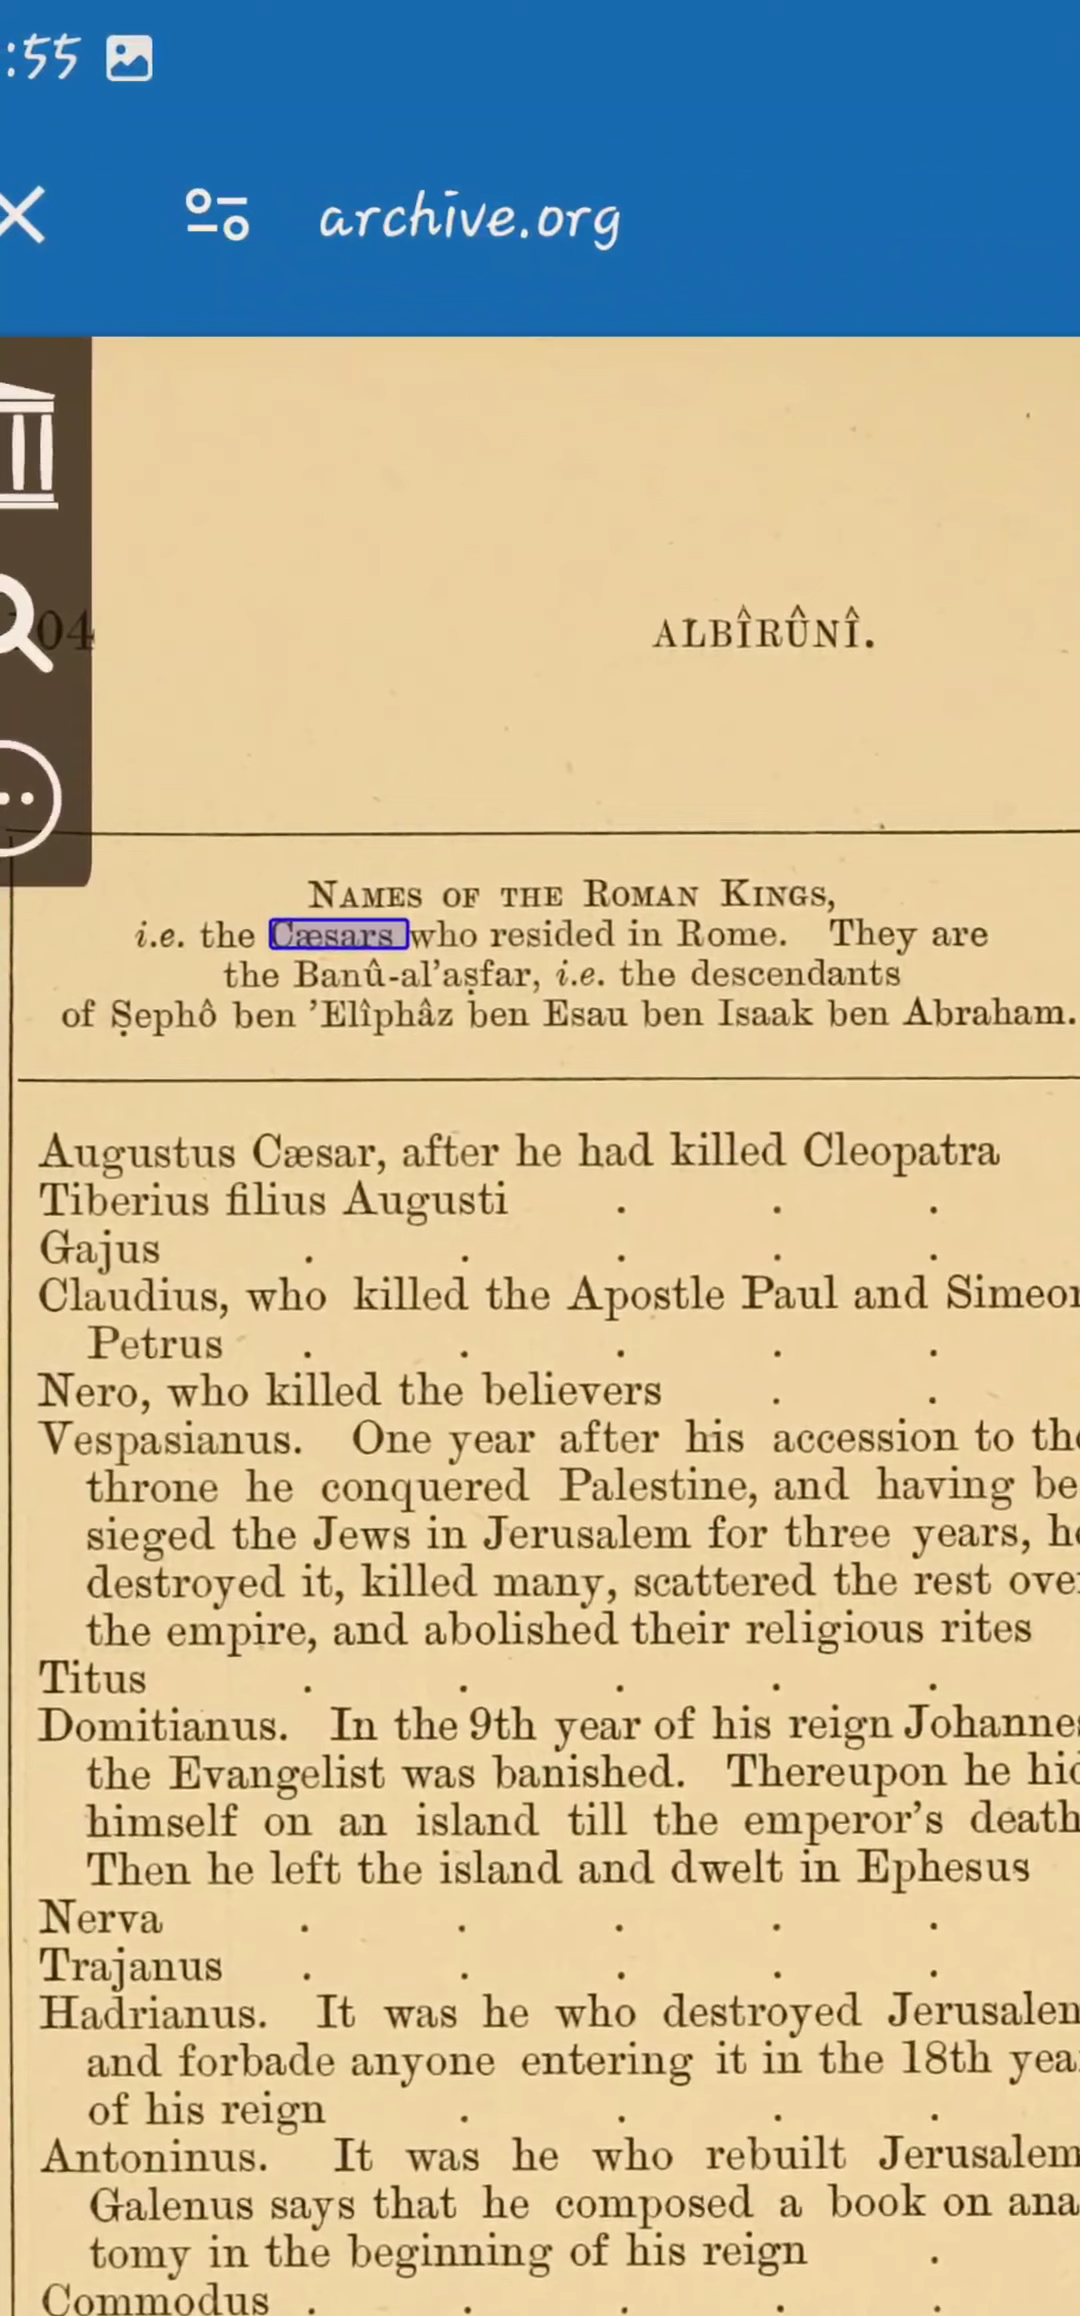 :55
archive.org
04
ALBÎRÛNÎ.
NAMES OF THE ROMAN KINGS,
i.e. the Cæsars who resided in Rome. They are
the Banû-al’aṣfar, i.e. the descendants
of Ṣephô ben ’Elîphâz ben Esau ben Isaak ben Abraham.
Augustus Cæsar, after he had killed Cleopatra
Tiberius filius Augusti . . .
Gajus . . . . .
Claudius, who killed the Apostle Paul and Simeon
Petrus . . . . .
Nero, who killed the believers . .
Vespasianus. One year after his accession to the
throne he conquered Palestine, and having be
sieged the Jews in Jerusalem for three years, he
destroyed it, killed many, scattered the rest over
the empire, and abolished their religious rites
Titus . . . . .
Domitianus. In the 9th year of his reign Johannes
the Evangelist was banished. Thereupon he hid
himself on an island till the emperor’s death
Then he left the island and dwelt in Ephesus
Nerva . . . . .
Trajanus . . . . .
Hadrianus. It was he who destroyed Jerusalem
and forbade anyone entering it in the 18th year
of his reign . . . .
Antoninus. It was he who rebuilt Jerusalem
Galenus says that he composed a book on ana
tomy in the beginning of his reign .
Commodus . . . . .